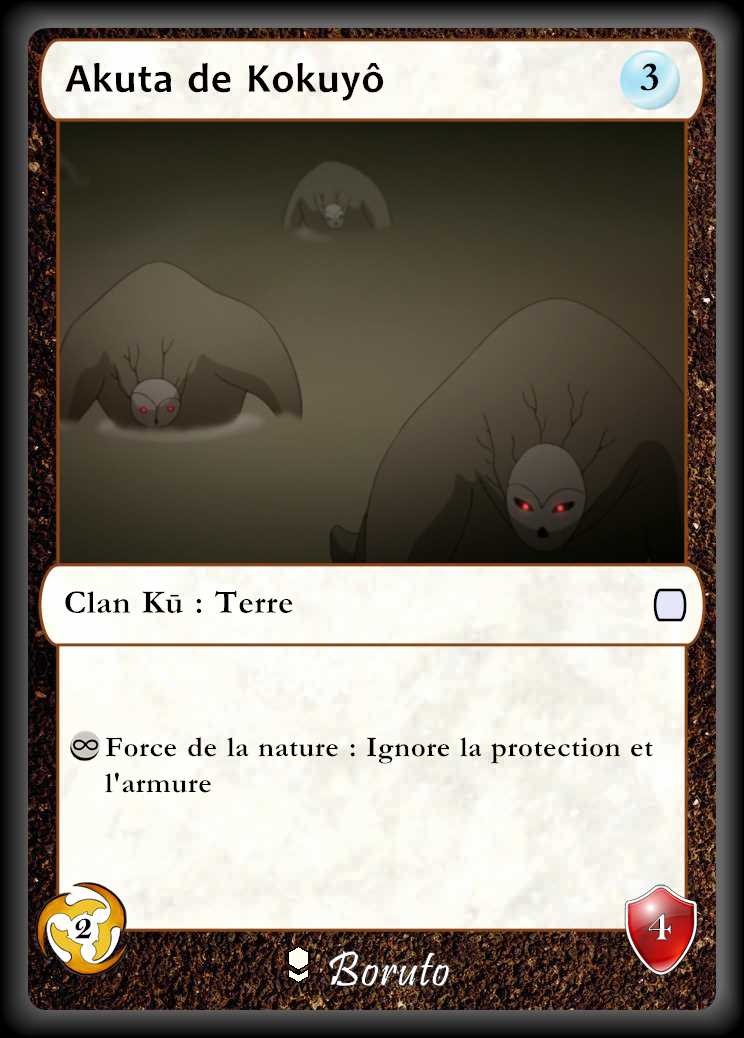 Akuta de Kokuyô
3
Clan Kū : Terre
∞ Force de la nature : Ignore la protection et
l'armure
2
4
Boruto